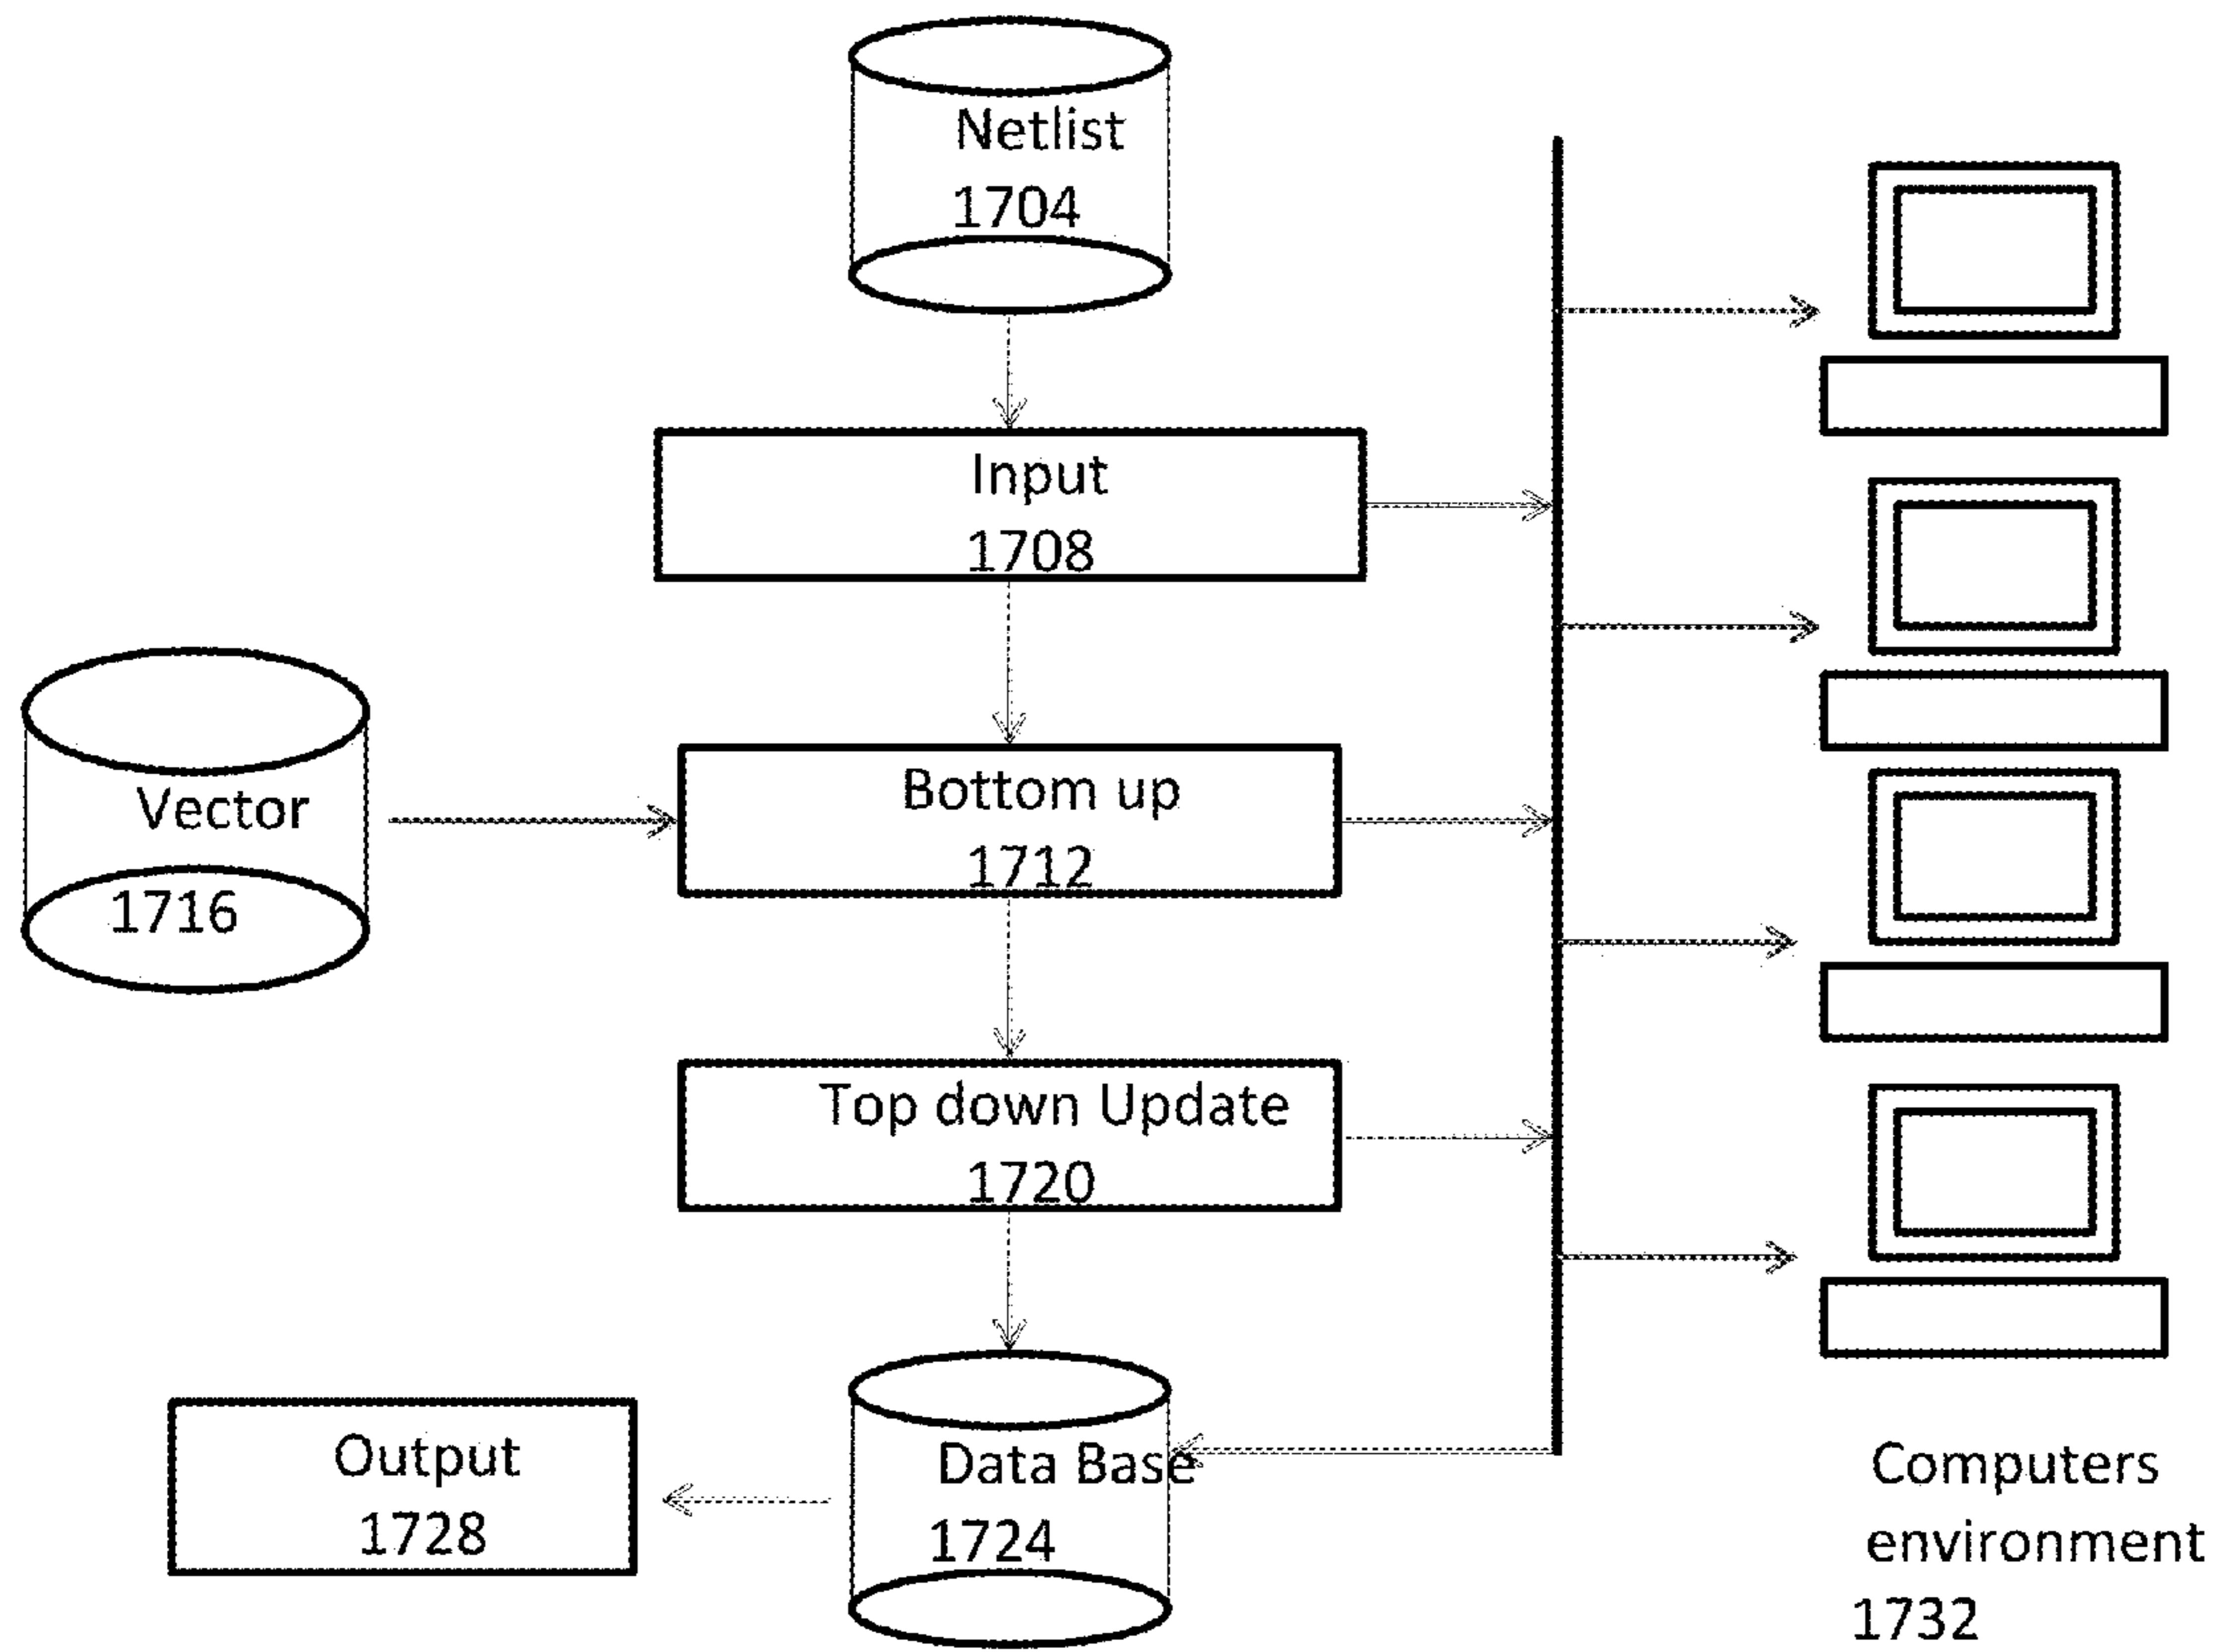 Netlist
1704
Input
1708
Vector
1716
Bottom up
1712
Top down Update
1720
Output
1728
Data Base
1724
Computers
environment
1732